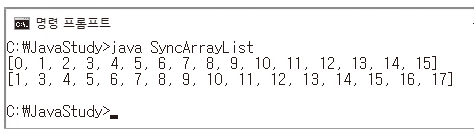 명령 프롬프트
C:₩JavaStudy>java SyncArrayList
[0, 1, 2, 3, 4, 5, 6, 7, 8, 9, 10, 11, 12, 13, 14, 15]
[1, 3, 4, 5, 6, 7, 8, 9, 10, 11, 12, 13, 14, 15, 16, 17]
C:₩JavaStudy>_